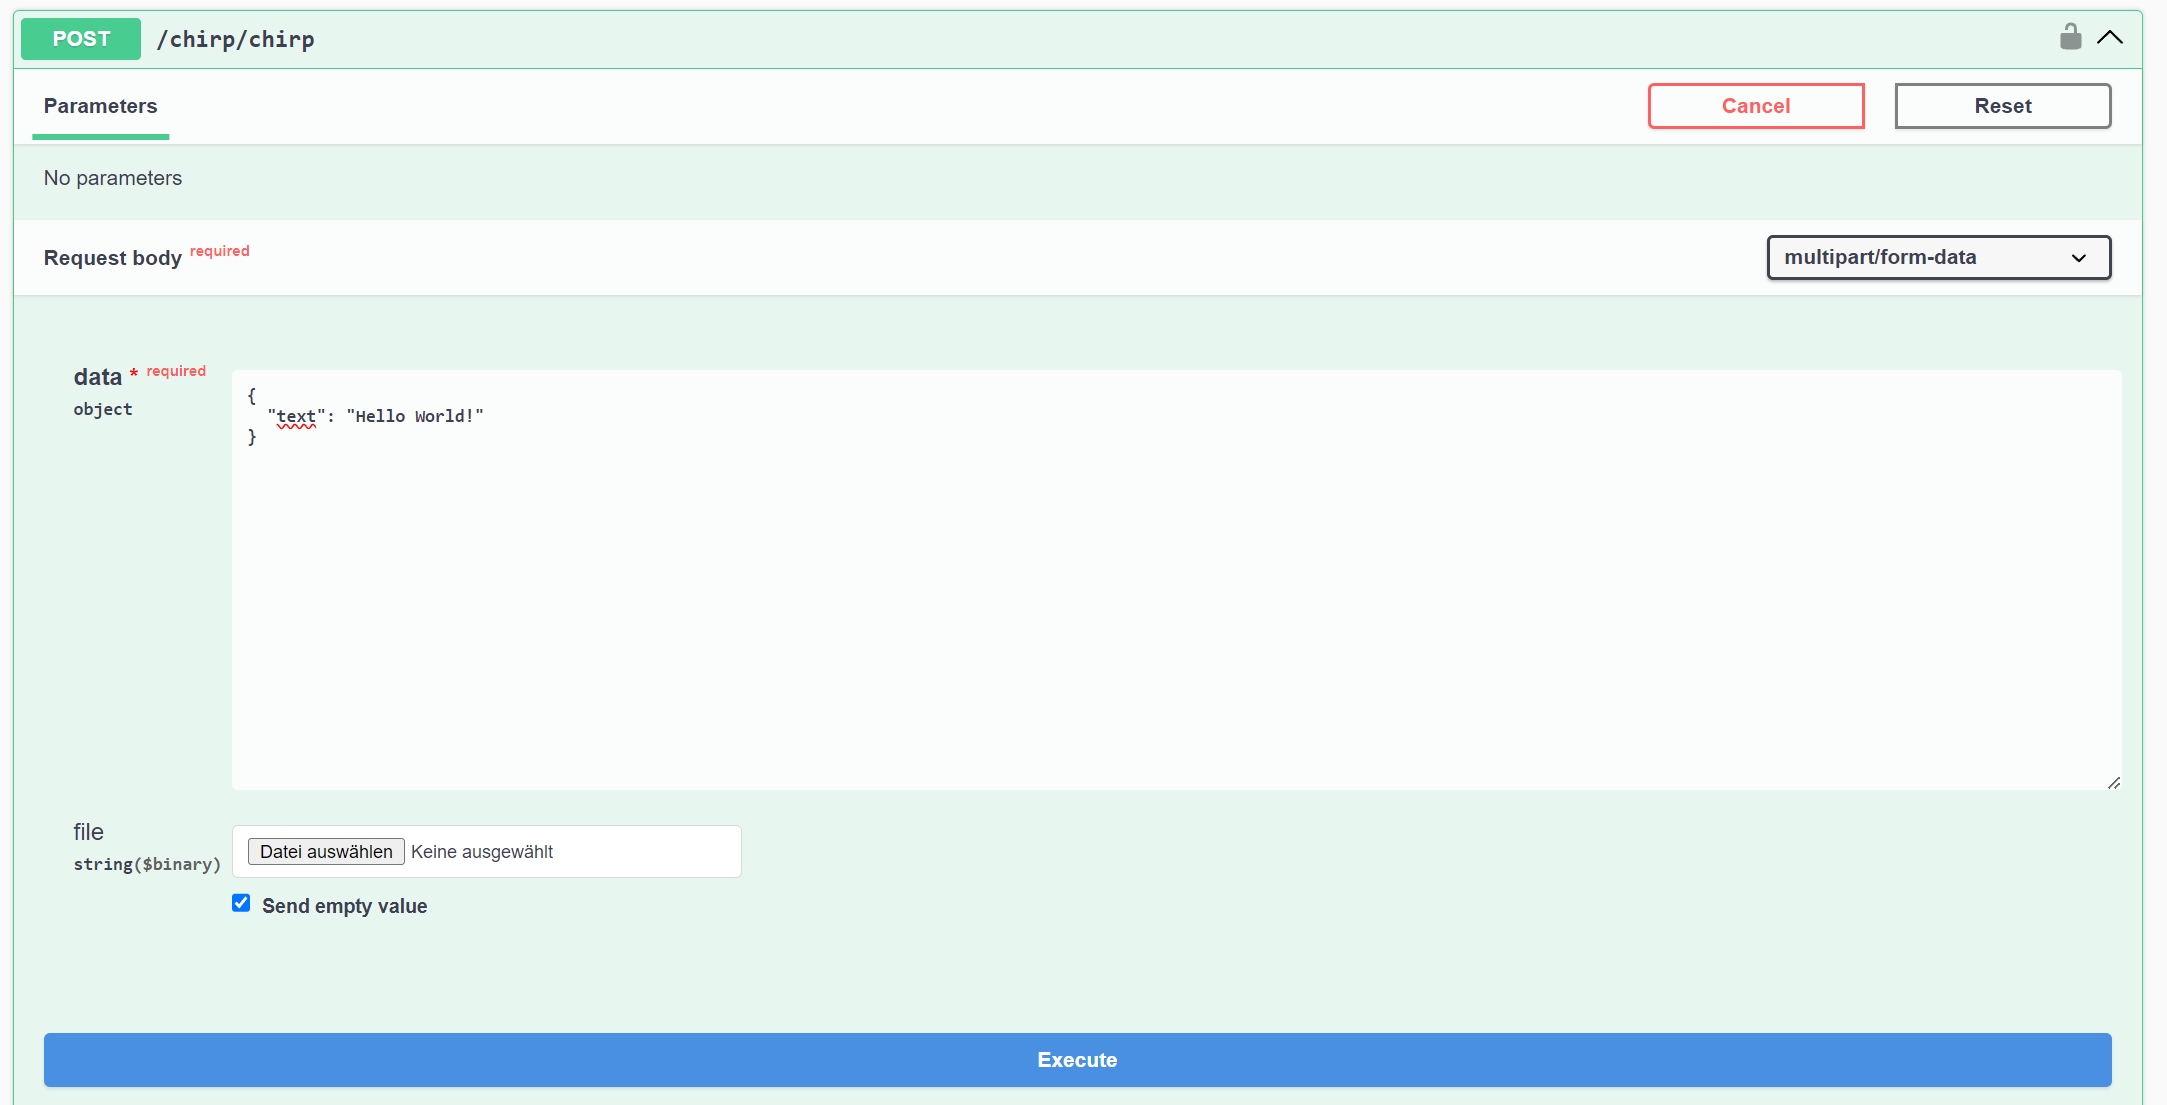 POST /chirp/chirp
Parameters
Cancel
Reset
No parameters
Request body required
multipart/form-data
data * required
object
{
  "text": "Hello World!"
}
file
string($binary)
Datei auswählen Keine ausgewählt
Send empty value
Execute